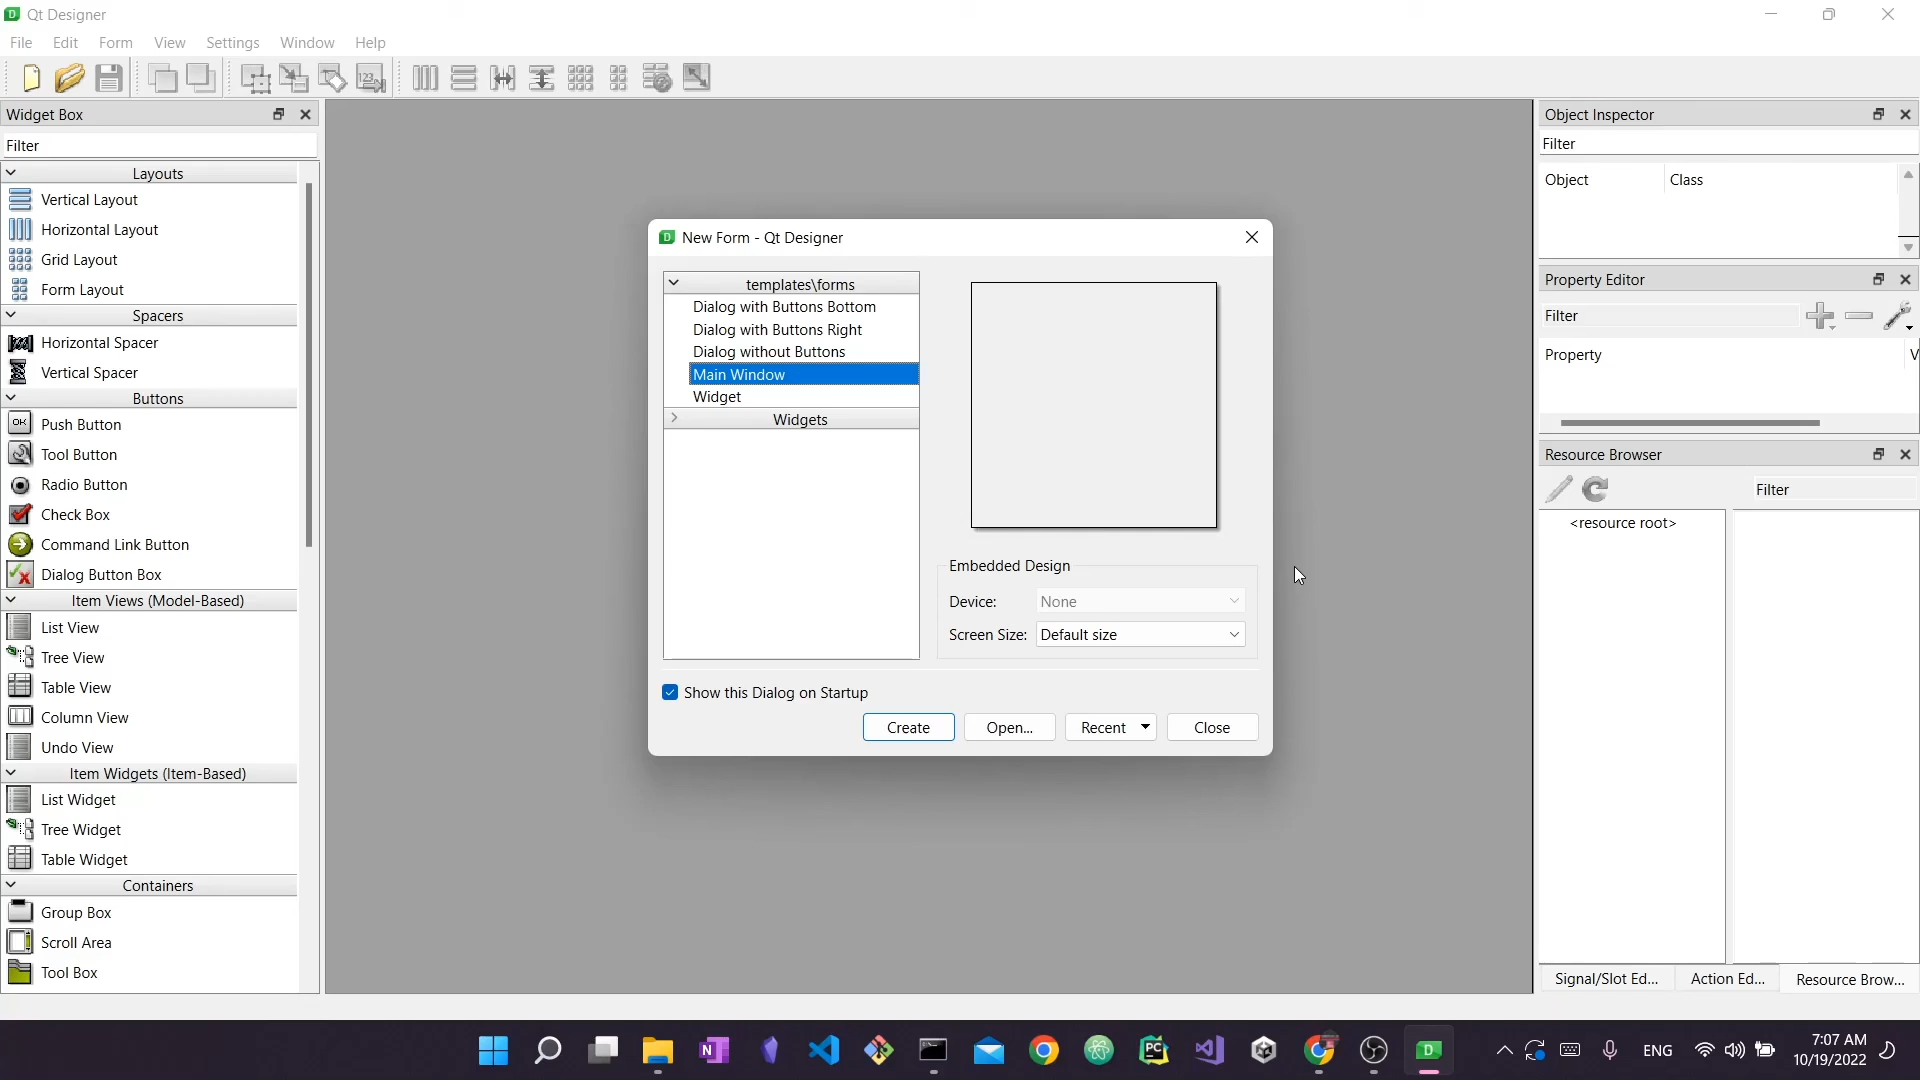 Qt Designer
File Edit Form View Settings Window Help
Widget Box
Filter
Layouts
Vertical Layout
Horizontal Layout
Grid Layout
Form Layout
Spacers
Horizontal Spacer
Vertical Spacer
Buttons
Push Button
Tool Button
Radio Button
Check Box
Command Link Button
Dialog Button Box
Item Views (Model-Based)
List View
Tree View
Table View
Column View
Undo View
Item Widgets (Item-Based)
List Widget
Tree Widget
Table Widget
Containers
Group Box
Scroll Area
Tool Box
New Form - Qt Designer
templates\forms
Dialog with Buttons Bottom
Dialog with Buttons Right
Dialog without Buttons
Main Window
Widget
Widgets
Embedded Design
Device: None
Screen Size: Default size
Show this Dialog on Startup
Create Open... Recent Close
Object Inspector
Filter
Object Class
Property Editor
Filter
Property V
Resource Browser
Filter
<resource root>
Signal/Slot Ed... Action Ed... Resource Brow...
ENG
7:07 AM
10/19/2022